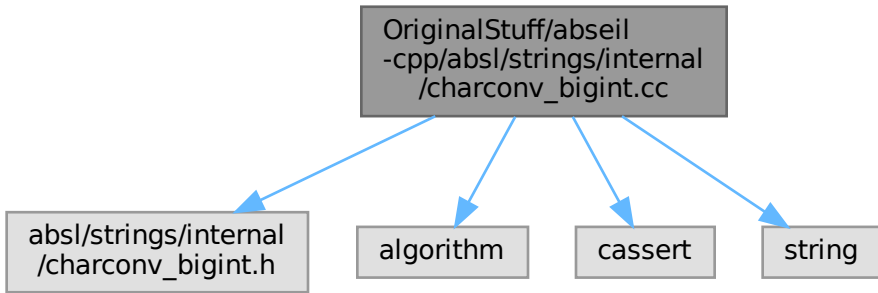 OriginalStuff/abseil
-cpp/absl/strings/internal
/charconv_bigint.cc
absl/strings/internal
/charconv_bigint.h
algorithm
cassert
string